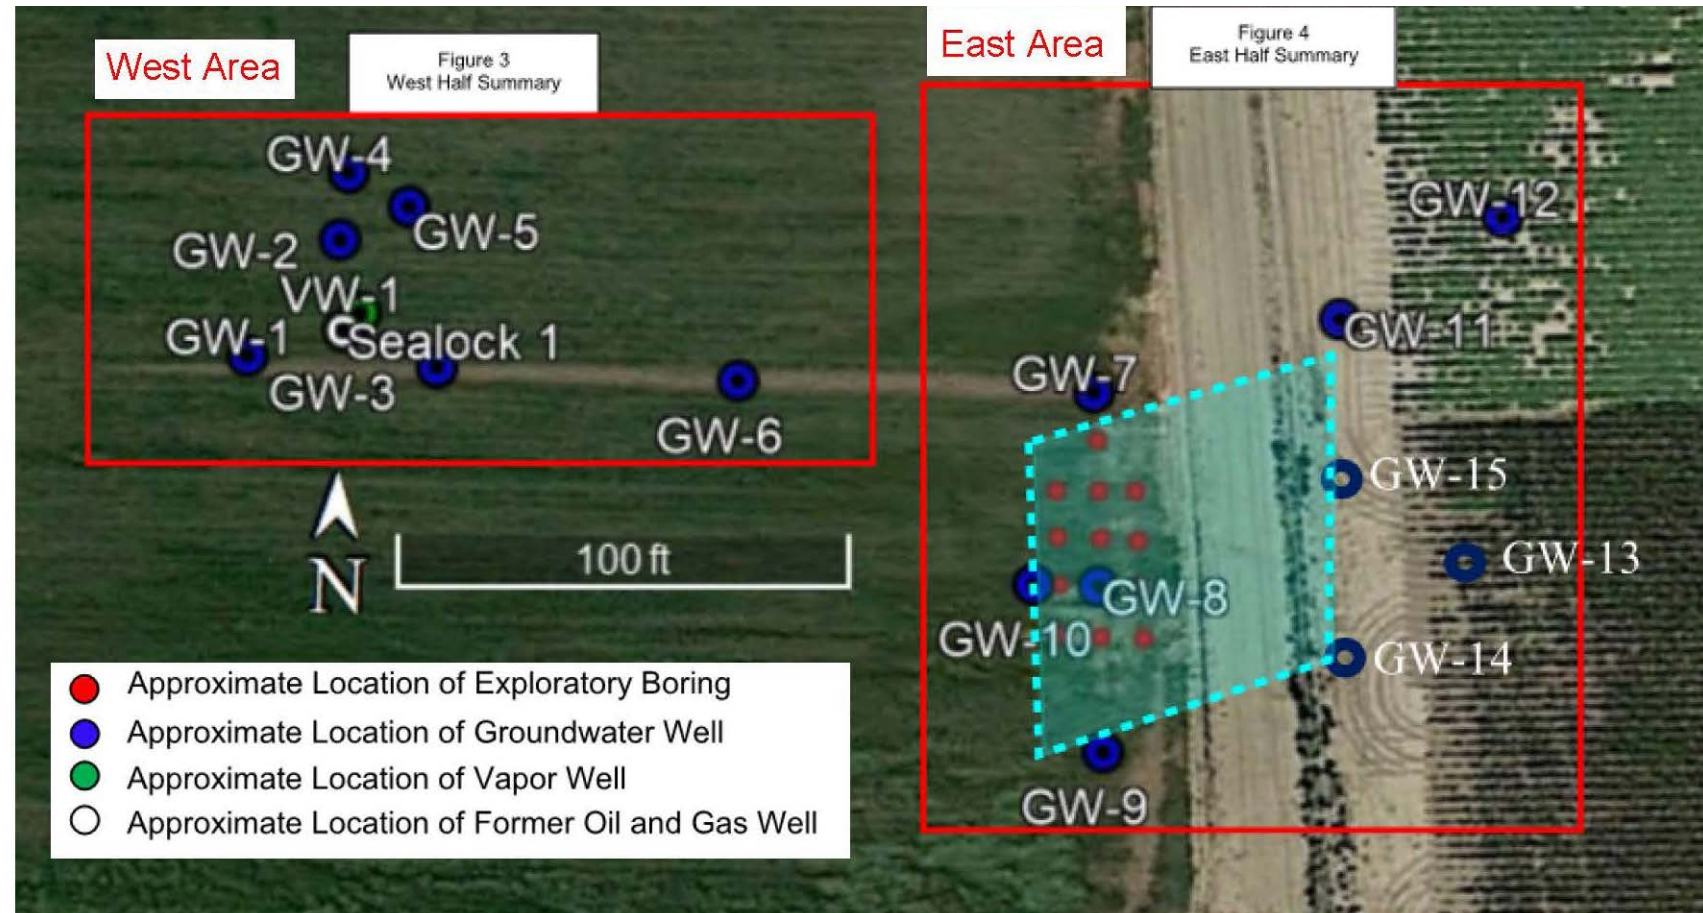 West Area
Figure 3
West Half Summary
East Area
Figure 4
East Half Summary
GW-4
GW-5
GW-2
VW-1
GW-1
Sealock 1
GW-3
GW-6
GW-12
GW-11
GW-7
GW-15
GW-13
GW-8
GW-10
GW-14
GW-9
N
100 ft
Approximate Location of Exploratory Boring
Approximate Location of Groundwater Well
Approximate Location of Vapor Well
Approximate Location of Former Oil and Gas Well